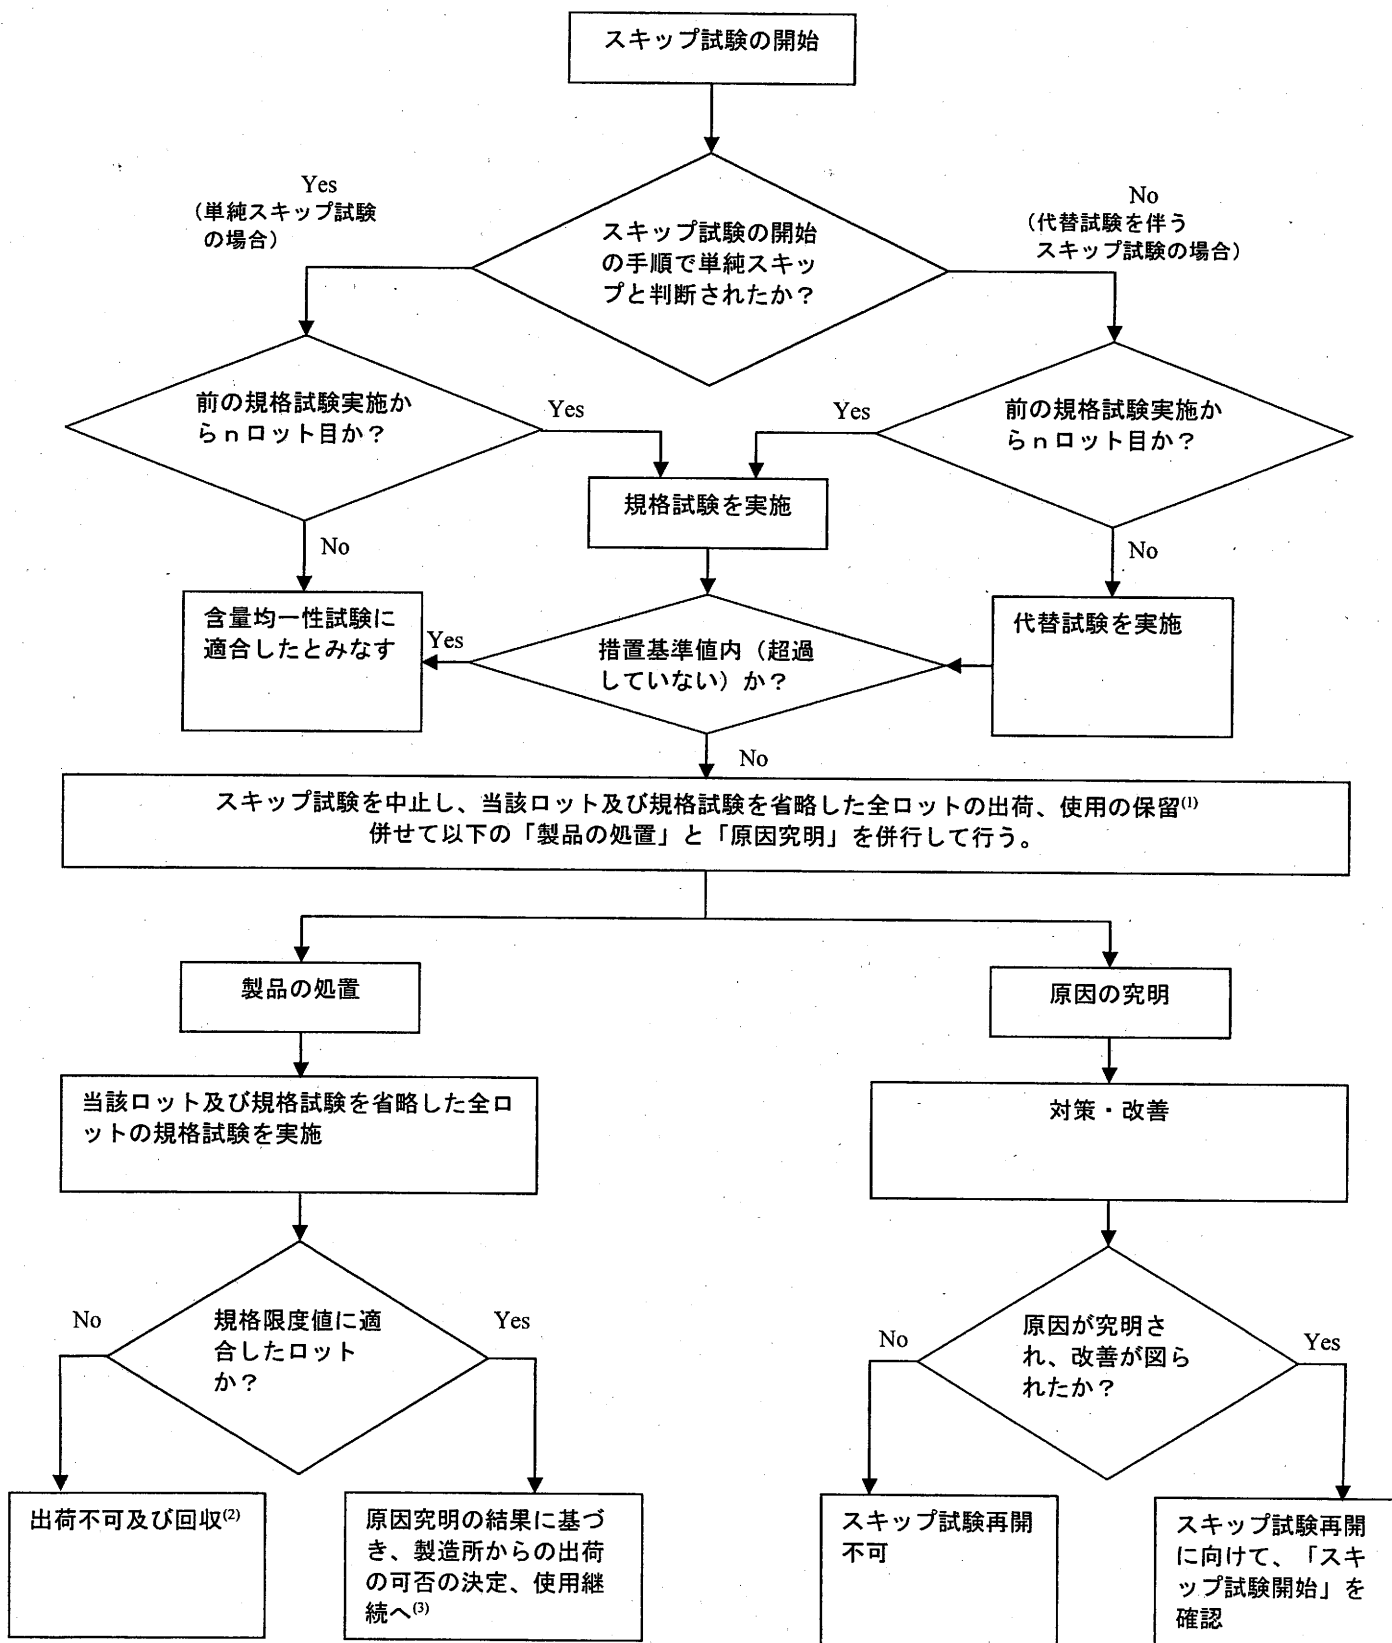 スキップ試験の開始
Yes
（単純スキップ試験
の場合）
No
（代替試験を伴う
スキップ試験の場合）
スキップ試験の開始
の手順で単純スキッ
プと判断されたか？
前の規格試験実施か
らｎロット目か？
Yes
Yes
前の規格試験実施か
らｎロット目か？
規格試験を実施
No
No
含量均一性試験に
適合したとみなす
Yes
措置基準値内（超過
していない）か？
代替試験を実施
No
スキップ試験を中止し、当該ロット及び規格試験を省略した全ロットの出荷、使用の保留(1)
併せて以下の「製品の処置」と「原因究明」を併行して行う。
製品の処置
原因の究明
当該ロット及び規格試験を省略した全ロ
ットの規格試験を実施
対策・改善
No
規格限度値に適
合したロット
か？
Yes
No
原因が究明さ
れ、改善が図ら
れたか？
Yes
出荷不可及び回収(2)
原因究明の結果に基づ
き、製造所からの出荷
の可否の決定、使用継
続へ(3)
スキップ試験再開
不可
スキップ試験再開
に向けて、「スキ
ップ試験開始」を
確認